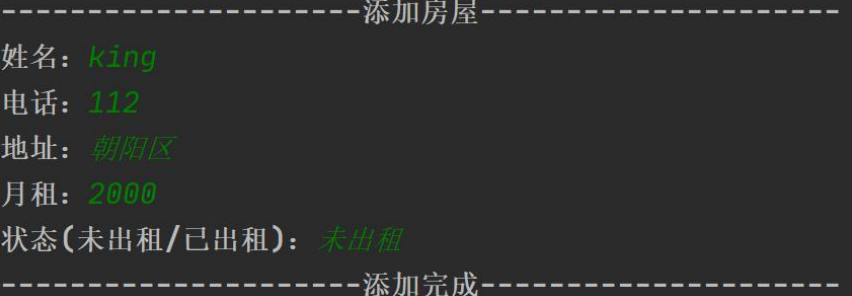 ---------------------添加房屋---------------------
姓名：king
电话：112
地址：朝阳区
月租：2000
状态(未出租/已出租)：未出租
---------------------添加完成---------------------